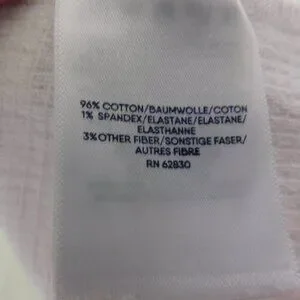 96% COTTON/BAUMWOLLE/COTON
1% SPANDEX/ELASTANE/ELASTANE/
ELASTHANNE
3% OTHER FIBER/SONSTIGE FASER/
AUTRES FIBRE
RN 62830